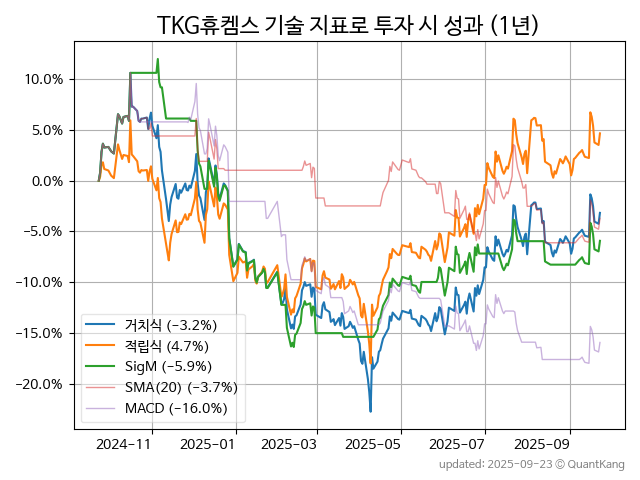 TKG휴켐스 기술 지표로 투자 시 성과 (1년)
10.0%
5.0%
0.0%
−5.0%
−10.0%
−15.0%
−20.0%
거치식 (−3.2%)
적립식 (4.7%)
SigM (−5.9%)
SMA(20) (−3.7%)
MACD (−16.0%)
2024−11 2025−01 2025−03 2025−05 2025−07 2025−09
updated: 2025−09−23 © QuantKang